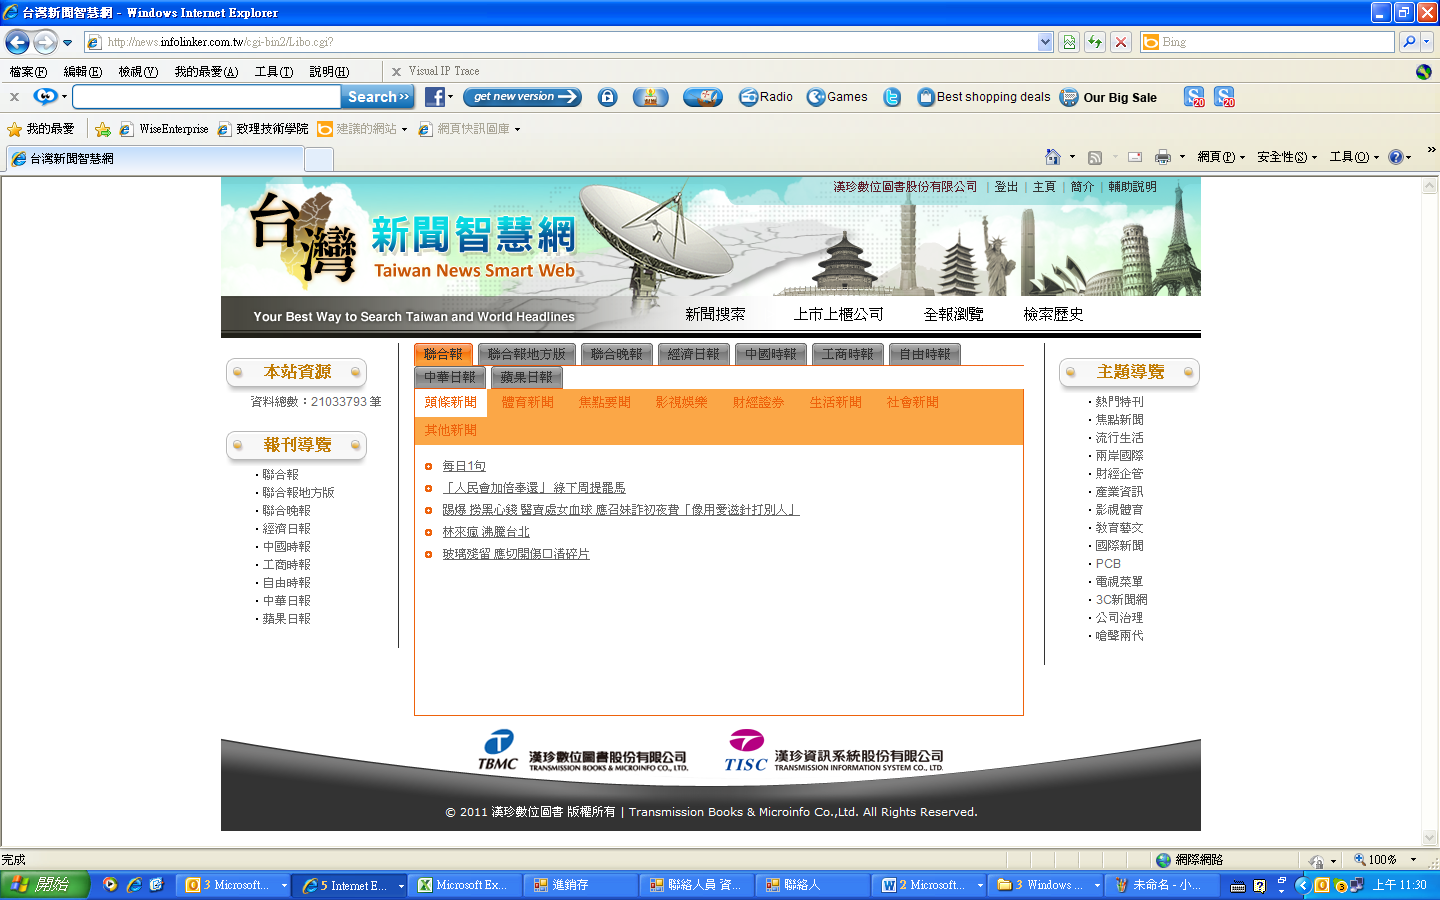 台灣新聞智慧網 - Windows Internet Explorer
http://news.infolinker.com.tw/cgi-bin2/Libo.cgi?
Bing
檔案(F) 編輯(E) 檢視(V) 我的最愛(A) 工具(T) 說明(H) x Visual IP Trace
x Search >> get new version Radio Games Best shopping deals Our Big Sale 20 20
我的最愛 WiseEnterprise 致理技術學院 建議的網站 網頁快訊圖庫
台灣新聞智慧網 網頁(P) 安全性(S) 工具(O) »
漢珍數位圖書股份有限公司 | 登出 | 主頁 | 簡介 | 輔助說明
台灣 新聞智慧網
Taiwan News Smart Web
Your Best Way to Search Taiwan and World Headlines
新聞搜索 上市上櫃公司 全報瀏覽 檢索歷史
本站資源
資料總數：21033793 筆
報刊導覽
聯合報
聯合報地方版
聯合晚報
經濟日報
中國時報
工商時報
自由時報
中華日報
蘋果日報
聯合報 聯合報地方版 聯合晚報 經濟日報 中國時報 工商時報 自由時報
中華日報 蘋果日報
頭條新聞 體育新聞 焦點要聞 影視娛樂 財經證券 生活新聞 社會新聞
其他新聞
每日1句
「人民會加倍奉還」 綠下周提罷馬
踢爆 撈黑心錢 醫賣處女血球 應召妹詐初夜費「像用愛滋針打別人」
林來瘋 沸騰台北
玻璃殘留 應切開傷口清碎片
主題導覽
熱門特刊
焦點新聞
流行生活
兩岸國際
財經企管
產業資訊
影視體育
教育藝文
國際新聞
PCB
電視菜單
3C新聞網
公司治理
嗆聲兩代
TBMC 漢珍數位圖書股份有限公司
TRANSMISSION BOOKS & MICROINFO CO., LTD.
TISC 漢珍資訊系統股份有限公司
TRANSMISSION INFORMATION SYSTEM CO., LTD.
© 2011 漢珍數位圖書 版權所有 | Transmission Books & Microinfo Co.,Ltd. All Rights Reserved.
完成 網際網路 100%
開始 3 Microsoft... 5 Internet E... Microsoft Ex... 進銷存 聯絡人員 資... 聯絡人 2 Microsoft... 3 Windows ... 未命名 - 小... 上午 11:30